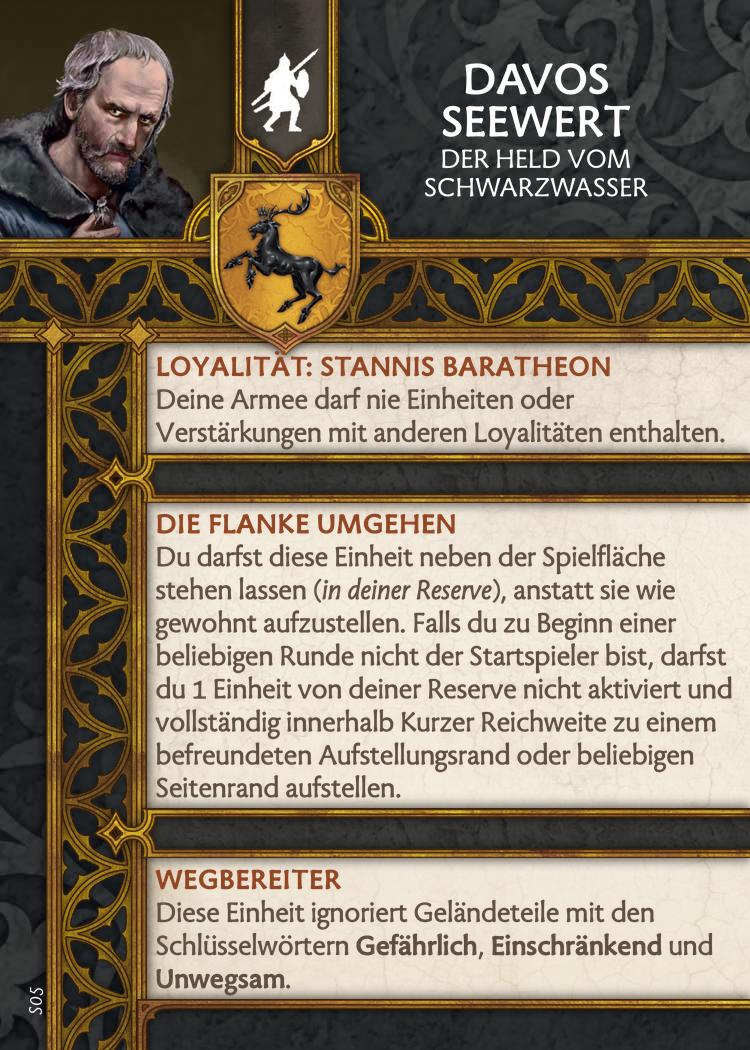 DAVOS
SEEWERT
DER HELD VOM
SCHWARZWASSER
LOYALITÄT: STANNIS BARATHEON
Deine Armee darf nie Einheiten oder
Verstärkungen mit anderen Loyalitäten enthalten.
DIE FLANKE UMGEHEN
Du darfst diese Einheit neben der Spielfläche
stehen lassen (in deiner Reserve), anstatt sie wie
gewohnt aufzustellen. Falls du zu Beginn einer
beliebigen Runde nicht der Startspieler bist, darfst
du 1 Einheit von deiner Reserve nicht aktiviert und
vollständig innerhalb Kurzer Reichweite zu einem
befreundeten Aufstellungsrand oder beliebigen
Seitenrand aufstellen.
WEGBEREITER
Diese Einheit ignoriert Geländeteile mit den
Schlüsselwörtern Gefährlich, Einschränkend und
Unwegsam.
S05